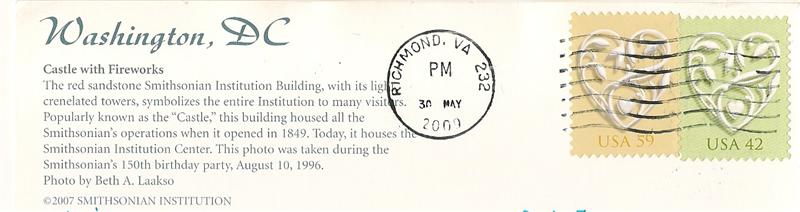 Washington, DC
Castle with Fireworks
The red sandstone Smithsonian Institution Building, with its
crenelated towers, symbolizes the entire Institution to many visitors.
Popularly known as the “Castle,” this building housed all the
Smithsonian's operations when it opened in 1849. Today, it houses the
Smithsonian Institution Center. This photo was taken during the
Smithsonian's 150th birthday party, August 10, 1996.
Photo by Beth A. Laakso
©2007 SMITHSONIAN INSTITUTION
RICHMOND, VA 232
PM
30 MAY
2009
USA 59
USA 42